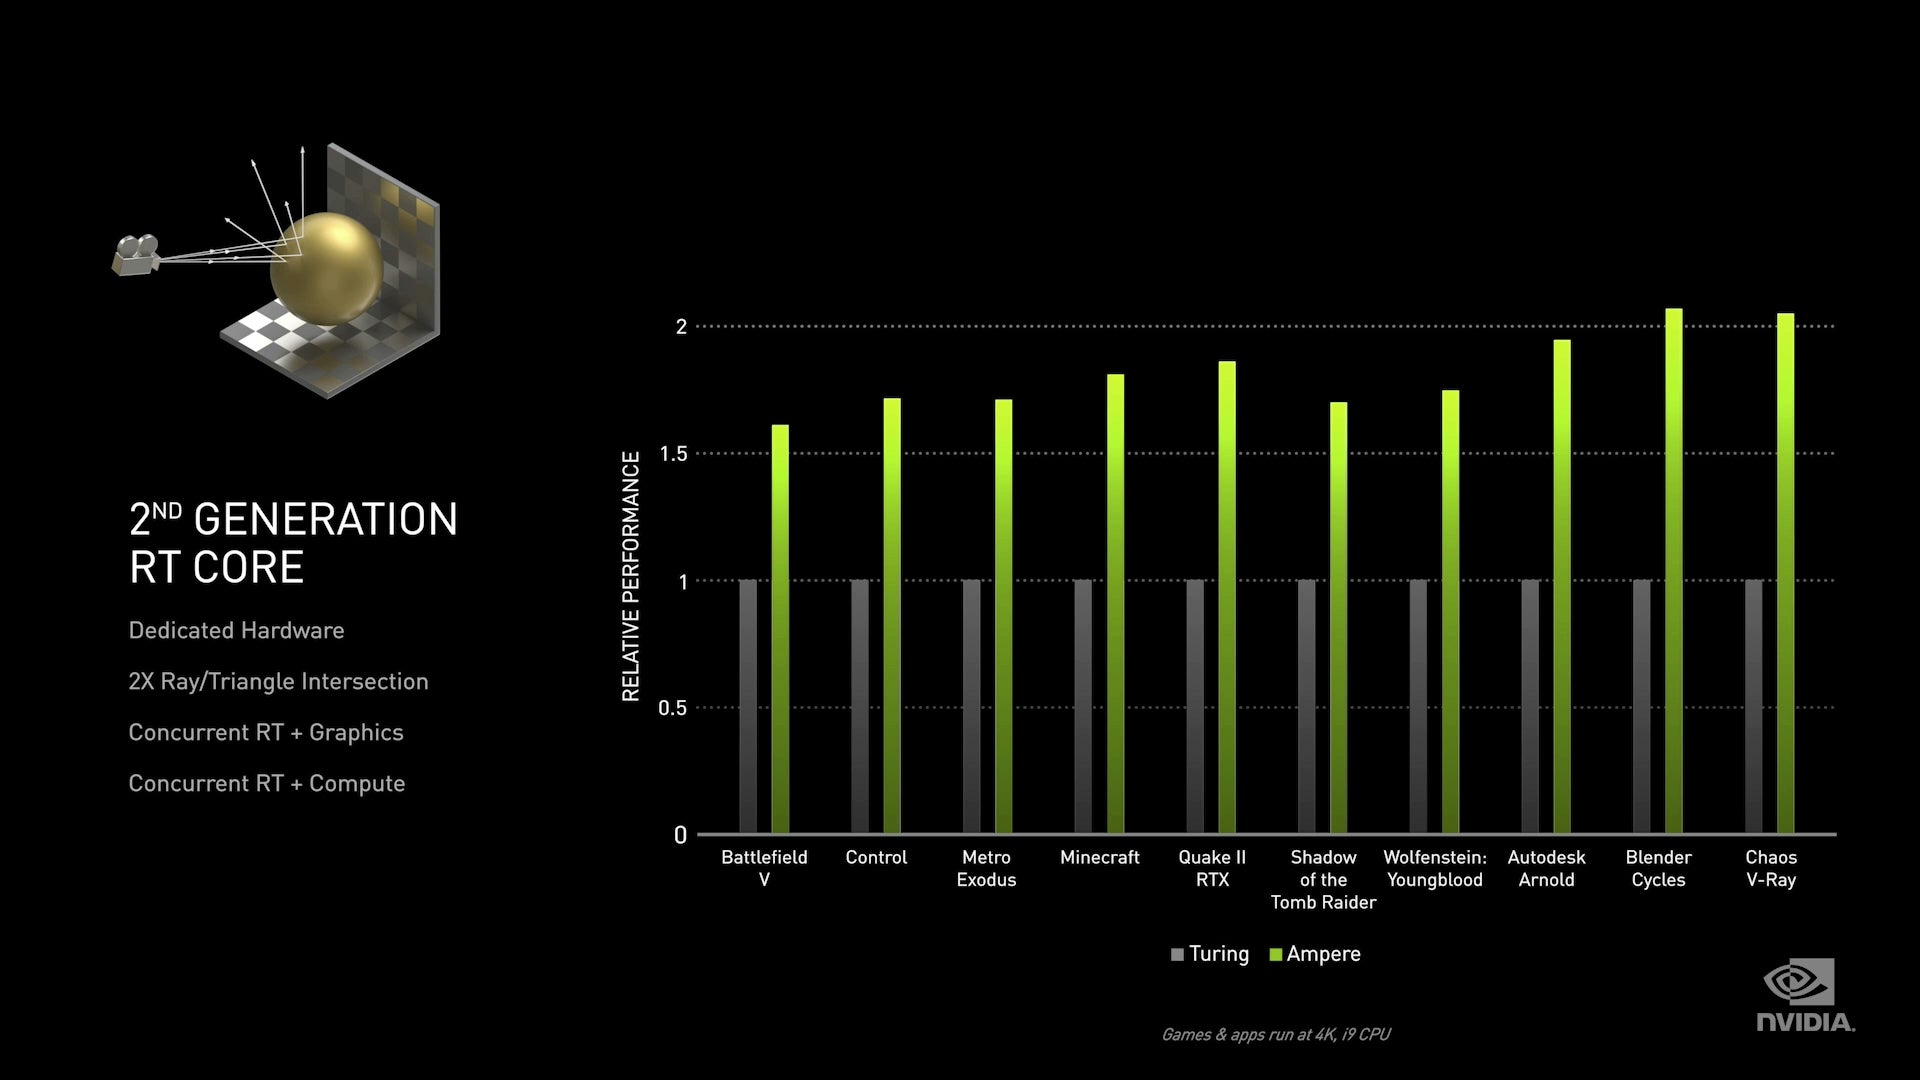 2ND GENERATION
RT CORE
Dedicated Hardware
2X Ray/Triangle Intersection
Concurrent RT + Graphics
Concurrent RT + Compute
RELATIVE PERFORMANCE
2
1.5
1
0.5
0
Battlefield
V
Control
Metro
Exodus
Minecraft
Quake II
RTX
Shadow
of the
Tomb Raider
Wolfenstein:
Youngblood
Autodesk
Arnold
Blender
Cycles
Chaos
V-Ray
Turing
Ampere
Games & apps run at 4K, i9 CPU
NVIDIA.